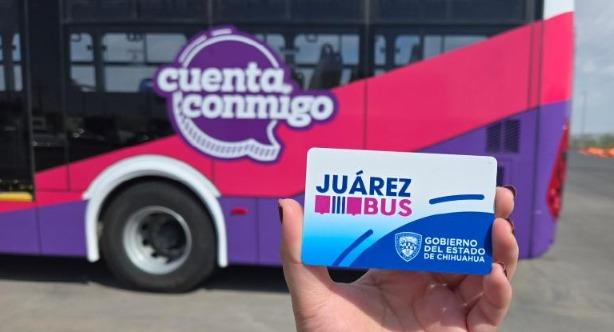 cuenta
conmigo
JUÁREZ
BUS
GOBIERNO
DEL ESTADO
DE CHIHUAHUA